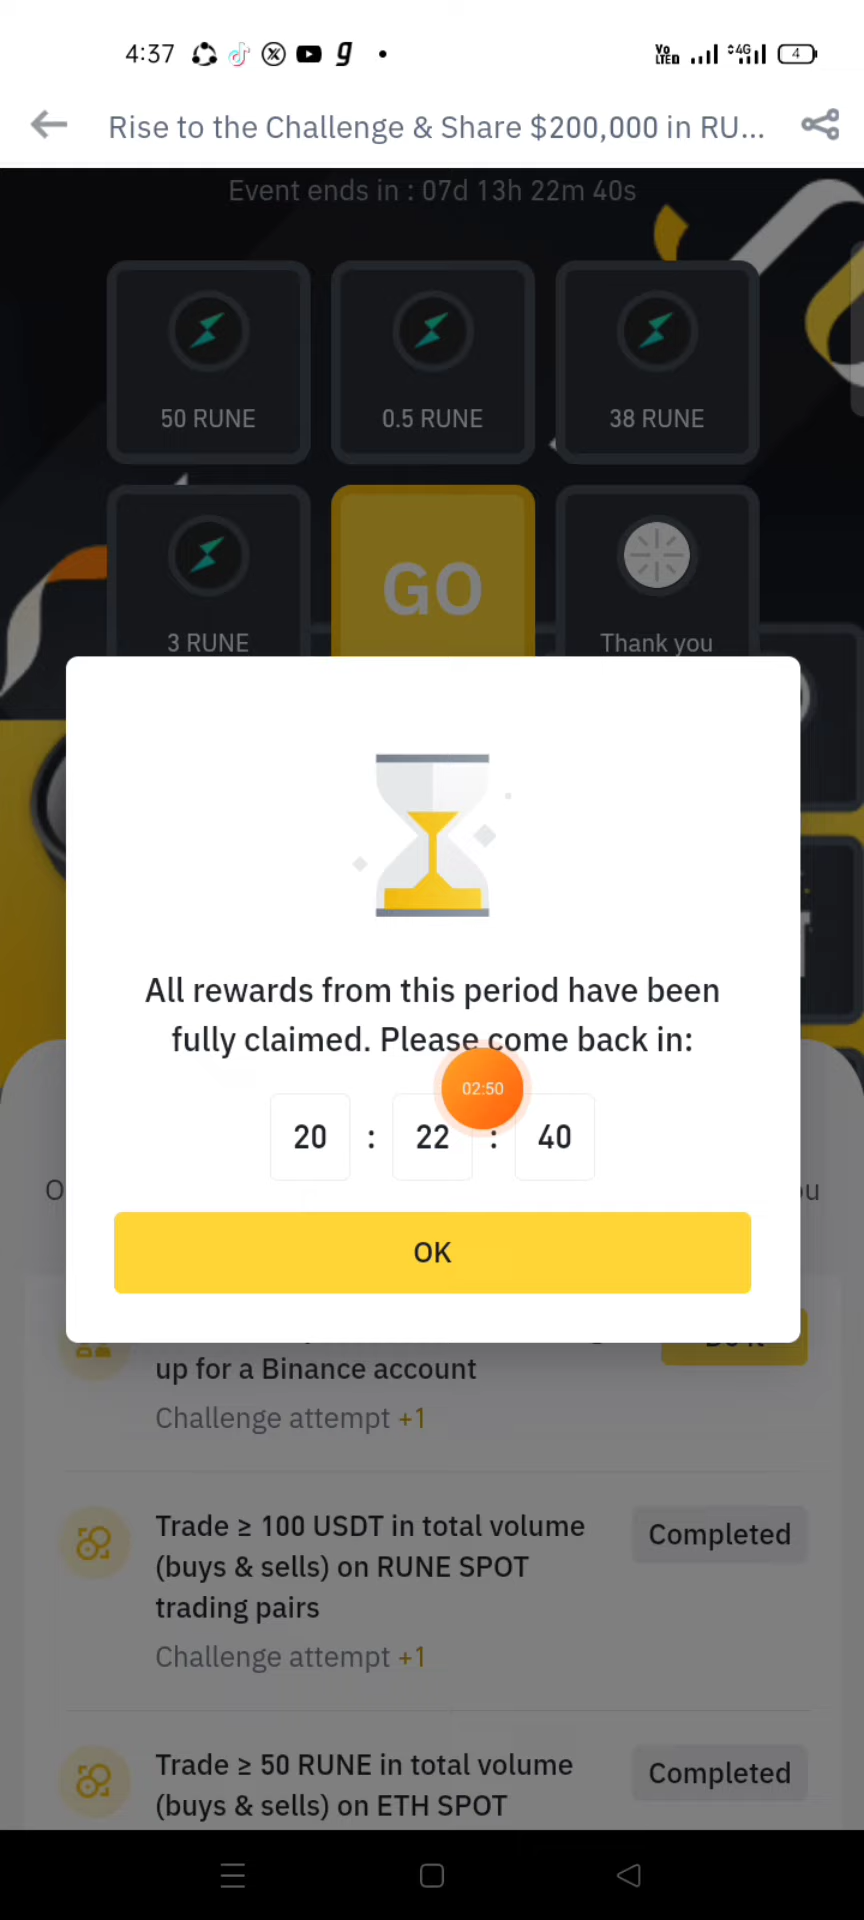 4:37
Vo
LTED
4G
4
Rise to the Challenge & Share $200,000 in RU...
Event ends in : 07d 13h 22m 40s
50 RUNE
0.5 RUNE
38 RUNE
3 RUNE
GO
Thank you
All rewards from this period have been
fully claimed. Please come back in:
02:50
20 : 22 : 40
OK
up for a Binance account
Challenge attempt +1
Trade ≥ 100 USDT in total volume
(buys & sells) on RUNE SPOT
trading pairs
Challenge attempt +1
Completed
Trade ≥ 50 RUNE in total volume
(buys & sells) on ETH SPOT
Completed